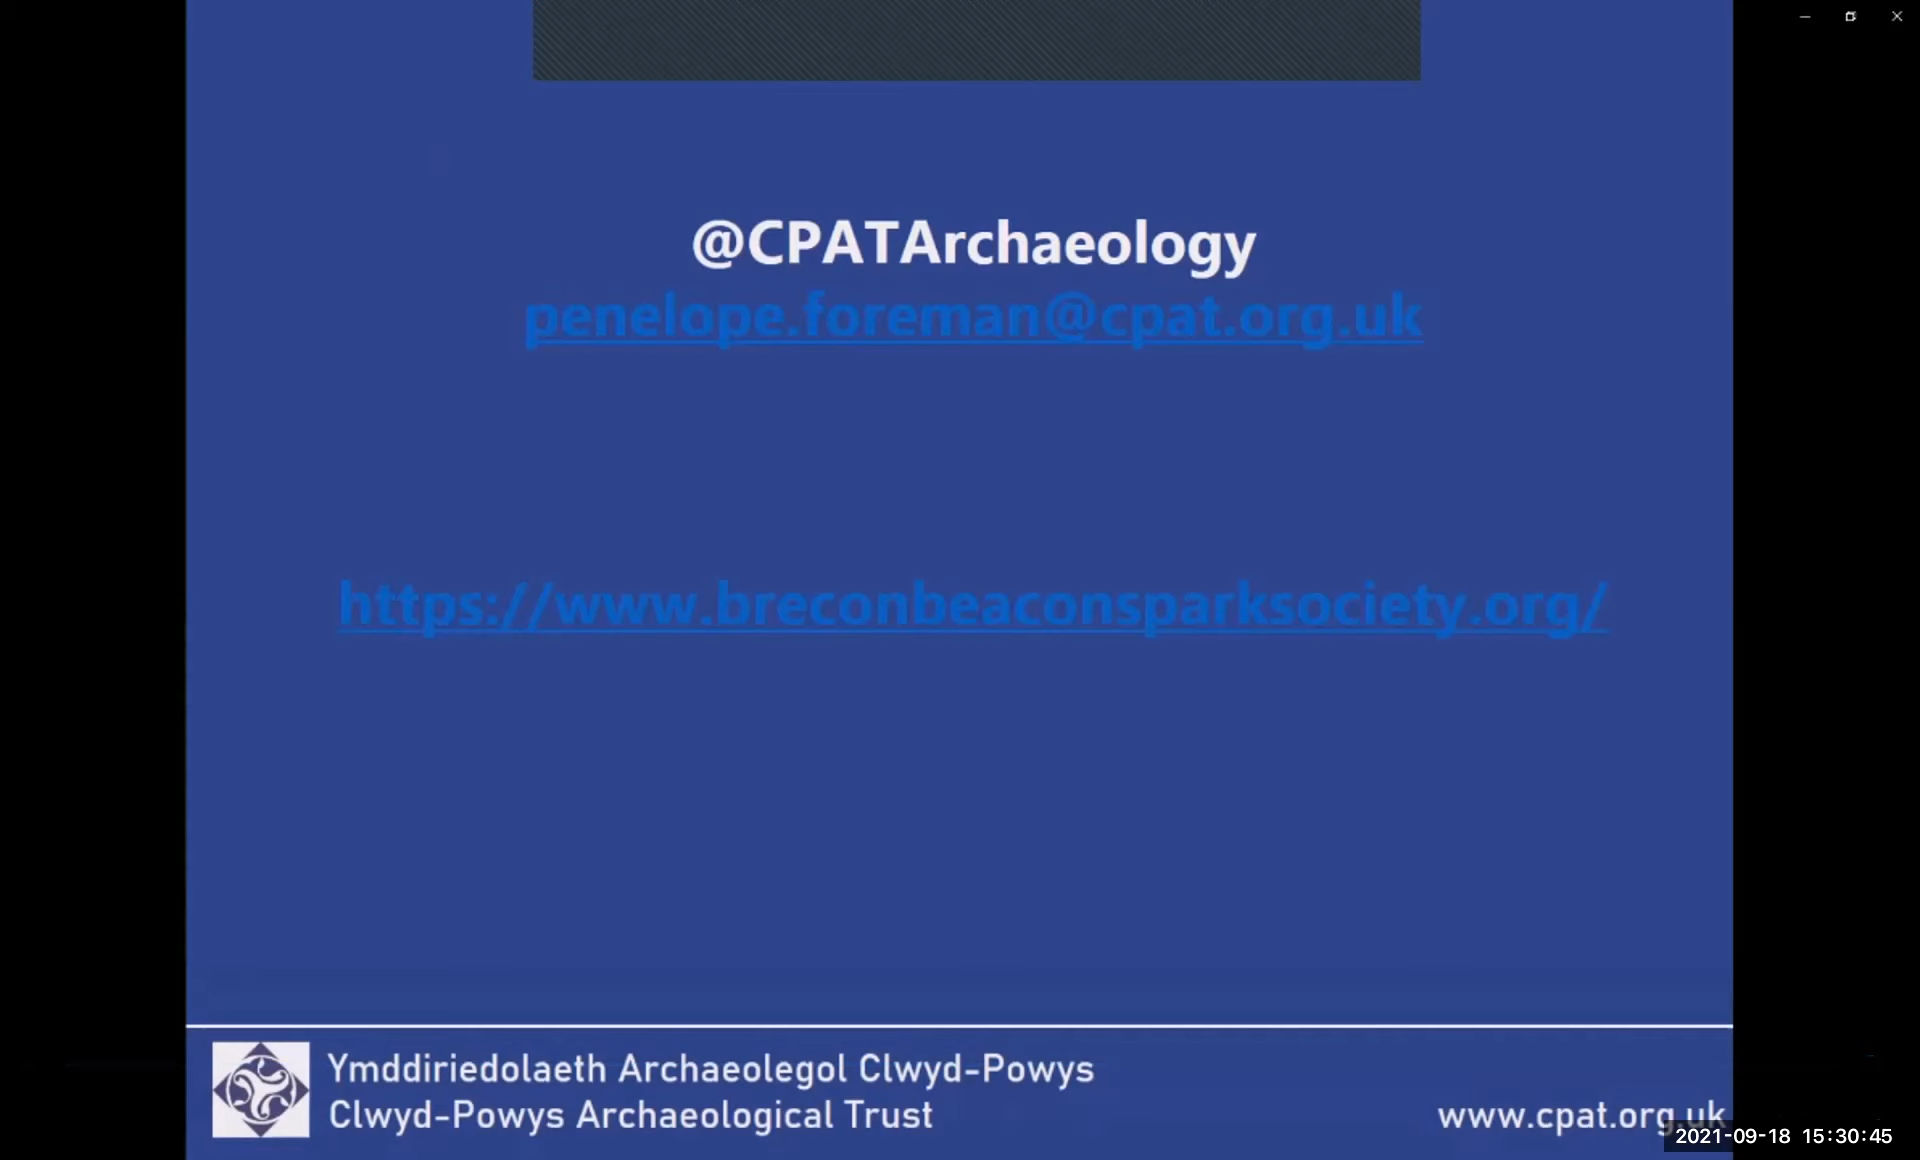 @CPATArchaeology
penelope.foreman@cpat.org.uk
https://www.breconbeaconsparksociety.org/
Ymddiriedolaeth Archaeolegol Clwyd-Powys
Clwyd-Powys Archaeological Trust
www.cpat.org.uk
2021-09-18 15:30:45